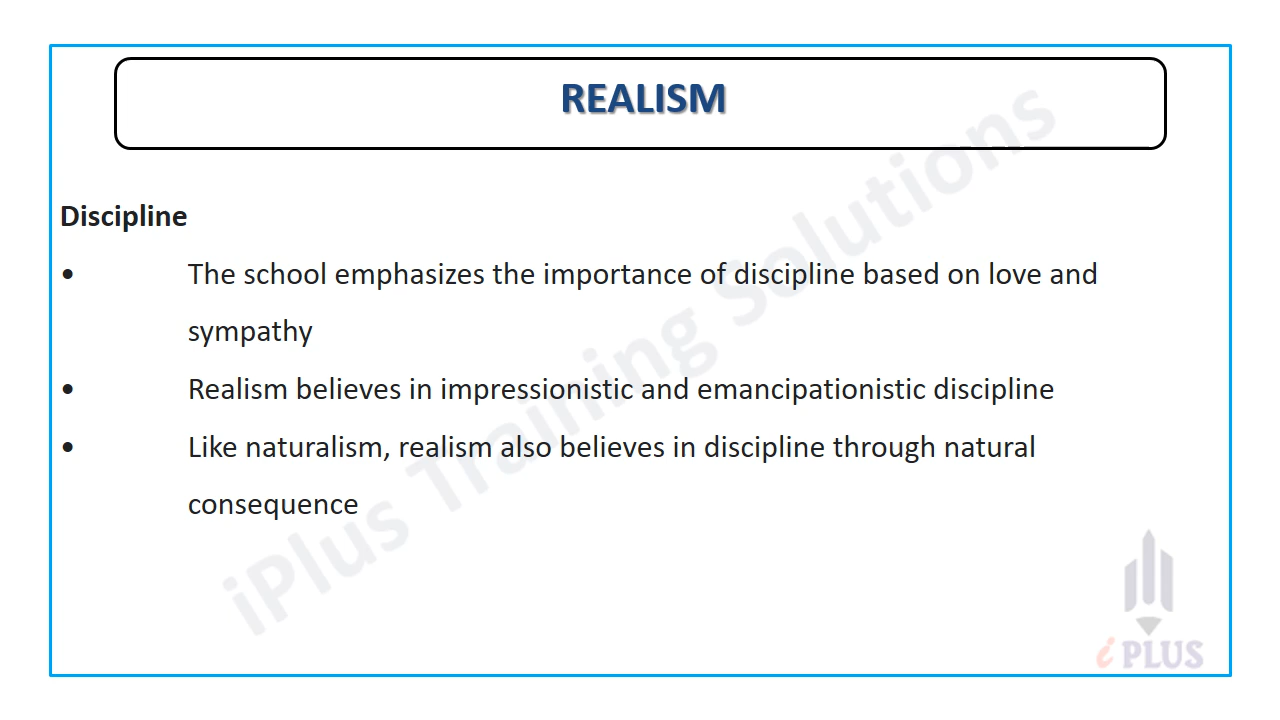 REALISM
Discipline
• The school emphasizes the importance of discipline based on love and
sympathy
• Realism believes in impressionistic and emancipationistic discipline
• Like naturalism, realism also believes in discipline through natural
consequence
iPlus Training Solutions
i PLUS